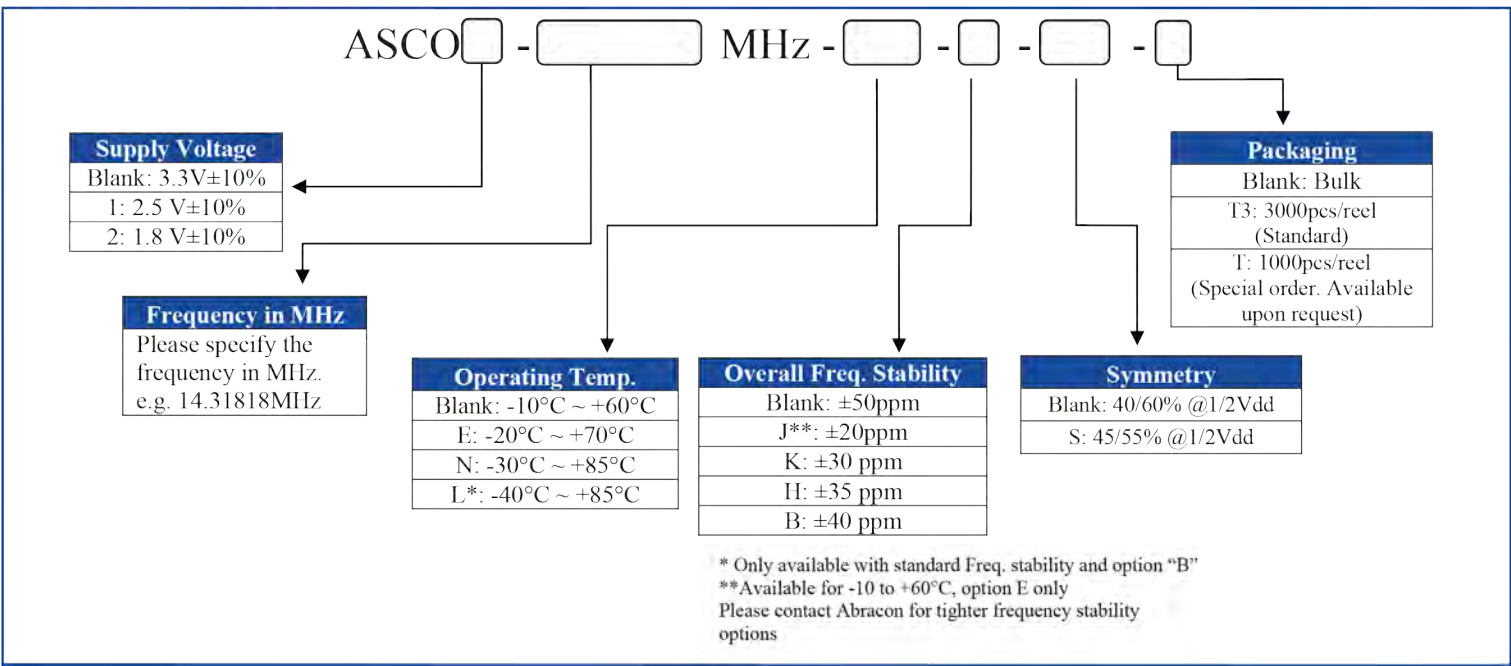 ASCO - MHz - - - -
Supply Voltage
Blank: 3.3V±10%
1: 2.5 V±10%
2: 1.8 V±10%
Frequency in MHz
Please specify the
frequency in MHz.
e.g. 14.31818MHz
Operating Temp.
Blank: -10°C ~ +60°C
E: -20°C ~ +70°C
N: -30°C ~ +85°C
L*: -40°C ~ +85°C
Overall Freq. Stability
Blank: ±50ppm
J**: ±20ppm
K: ±30 ppm
H: ±35 ppm
B: ±40 ppm
Symmetry
Blank: 40/60% @1/2Vdd
S: 45/55% @1/2Vdd
Packaging
Blank: Bulk
T3: 3000pcs/reel
(Standard)
T: 1000pcs/reel
(Special order. Available
upon request)
* Only available with standard Freq. stability and option “B”
**Available for -10 to +60°C, option E only
Please contact Abracon for tighter frequency stability
options